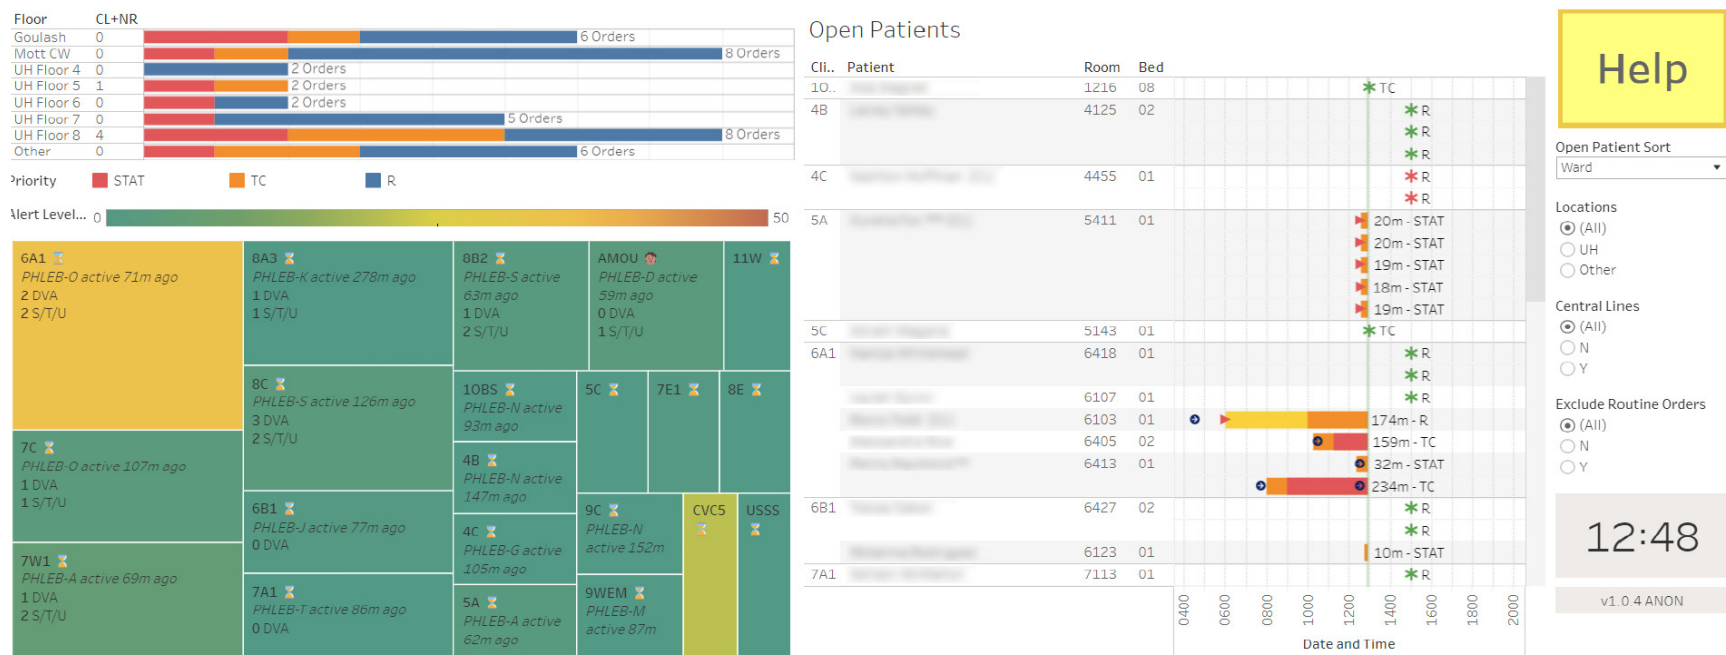 Floor CL+NR
Goulash 0 6 Orders
Mott CW 0 8 Orders
UH Floor 4 0 2 Orders
UH Floor 5 1 2 Orders
UH Floor 6 0 2 Orders
UH Floor 7 0 5 Orders
UH Floor 8 4 8 Orders
Other 0 6 Orders
Priority STAT TC R
Alert Level... 0 50
6A1
PHLEB-O active 71m ago
2 DVA
2 S/T/U
7C
PHLEB-O active 107m ago
1 DVA
1 S/T/U
7W1
PHLEB-A active 69m ago
1 DVA
2 S/T/U
8A3
PHLEB-K active 278m ago
1 DVA
1 S/T/U
8C
PHLEB-S active 126m ago
3 DVA
2 S/T/U
6B1
PHLEB-J active 77m ago
0 DVA
7A1
PHLEB-T active 86m ago
0 DVA
8B2
PHLEB-S active
63m ago
1 DVA
2 S/T/U
AMOU
PHLEB-D active
59m ago
0 DVA
1 S/T/U
11W
10BS
PHLEB-N active
93m ago
4B
PHLEB-N active
147m ago
4C
PHLEB-G active
105m ago
5A
PHLEB-A active
62m ago
5C
7E1
8E
9C
PHLEB-N
active 152m
9WEM
PHLEB-M
active 87m
CVC5
USSS
Open Patients
Cli.. Patient Room Bed
10.. 1216 08 TC
4B 4125 02 R
R
R
4C 4455 01 R
R
5A 5411 01 20m - STAT
20m - STAT
19m - STAT
18m - STAT
19m - STAT
5C 5143 01 TC
6A1 6418 01 R
R
6107 01 R
6103 01 174m - R
6405 02 159m - TC
6413 01 32m - STAT
234m - TC
6B1 6427 02 R
R
6123 01 10m - STAT
7A1 7113 01 R
0400 0600 0800 1000 1200 1400 1600 1800 2000
Date and Time
Help
Open Patient Sort
Ward
Locations
(All)
UH
Other
Central Lines
(All)
N
Y
Exclude Routine Orders
(All)
N
Y
12:48
v1.0.4 ANON